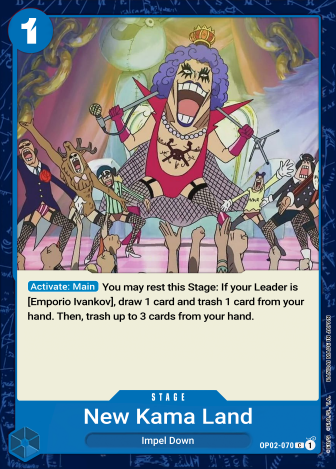 1
Activate: Main You may rest this Stage: If your Leader is
[Emporio Ivankov], draw 1 card and trash 1 card from your
hand. Then, trash up to 3 cards from your hand.
STAGE
New Kama Land
Impel Down
OP02-070 C 1